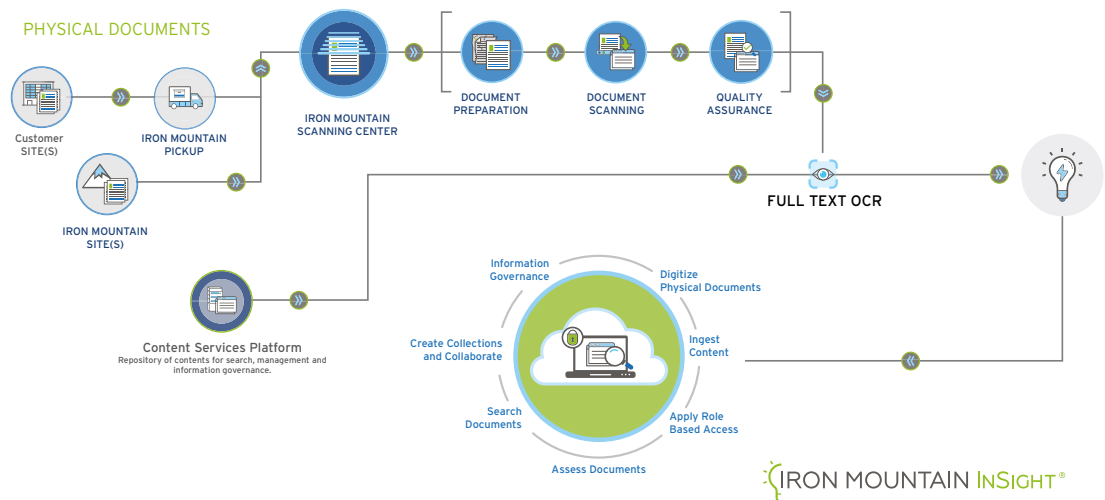 PHYSICAL DOCUMENTS
Customer
SITE(S)
IRON MOUNTAIN
PICKUP
IRON MOUNTAIN
SITE(S)
IRON MOUNTAIN
SCANNING CENTER
DOCUMENT
PREPARATION
DOCUMENT
SCANNING
QUALITY
ASSURANCE
FULL TEXT OCR
Content Services Platform
Repository of contents for search, management and
information governance.
Information
Governance
Digitize
Physical Documents
Create Collections
and Collaborate
Ingest
Content
Search
Documents
Apply Role
Based Access
Assess Documents
IRON MOUNTAIN INSIGHT®